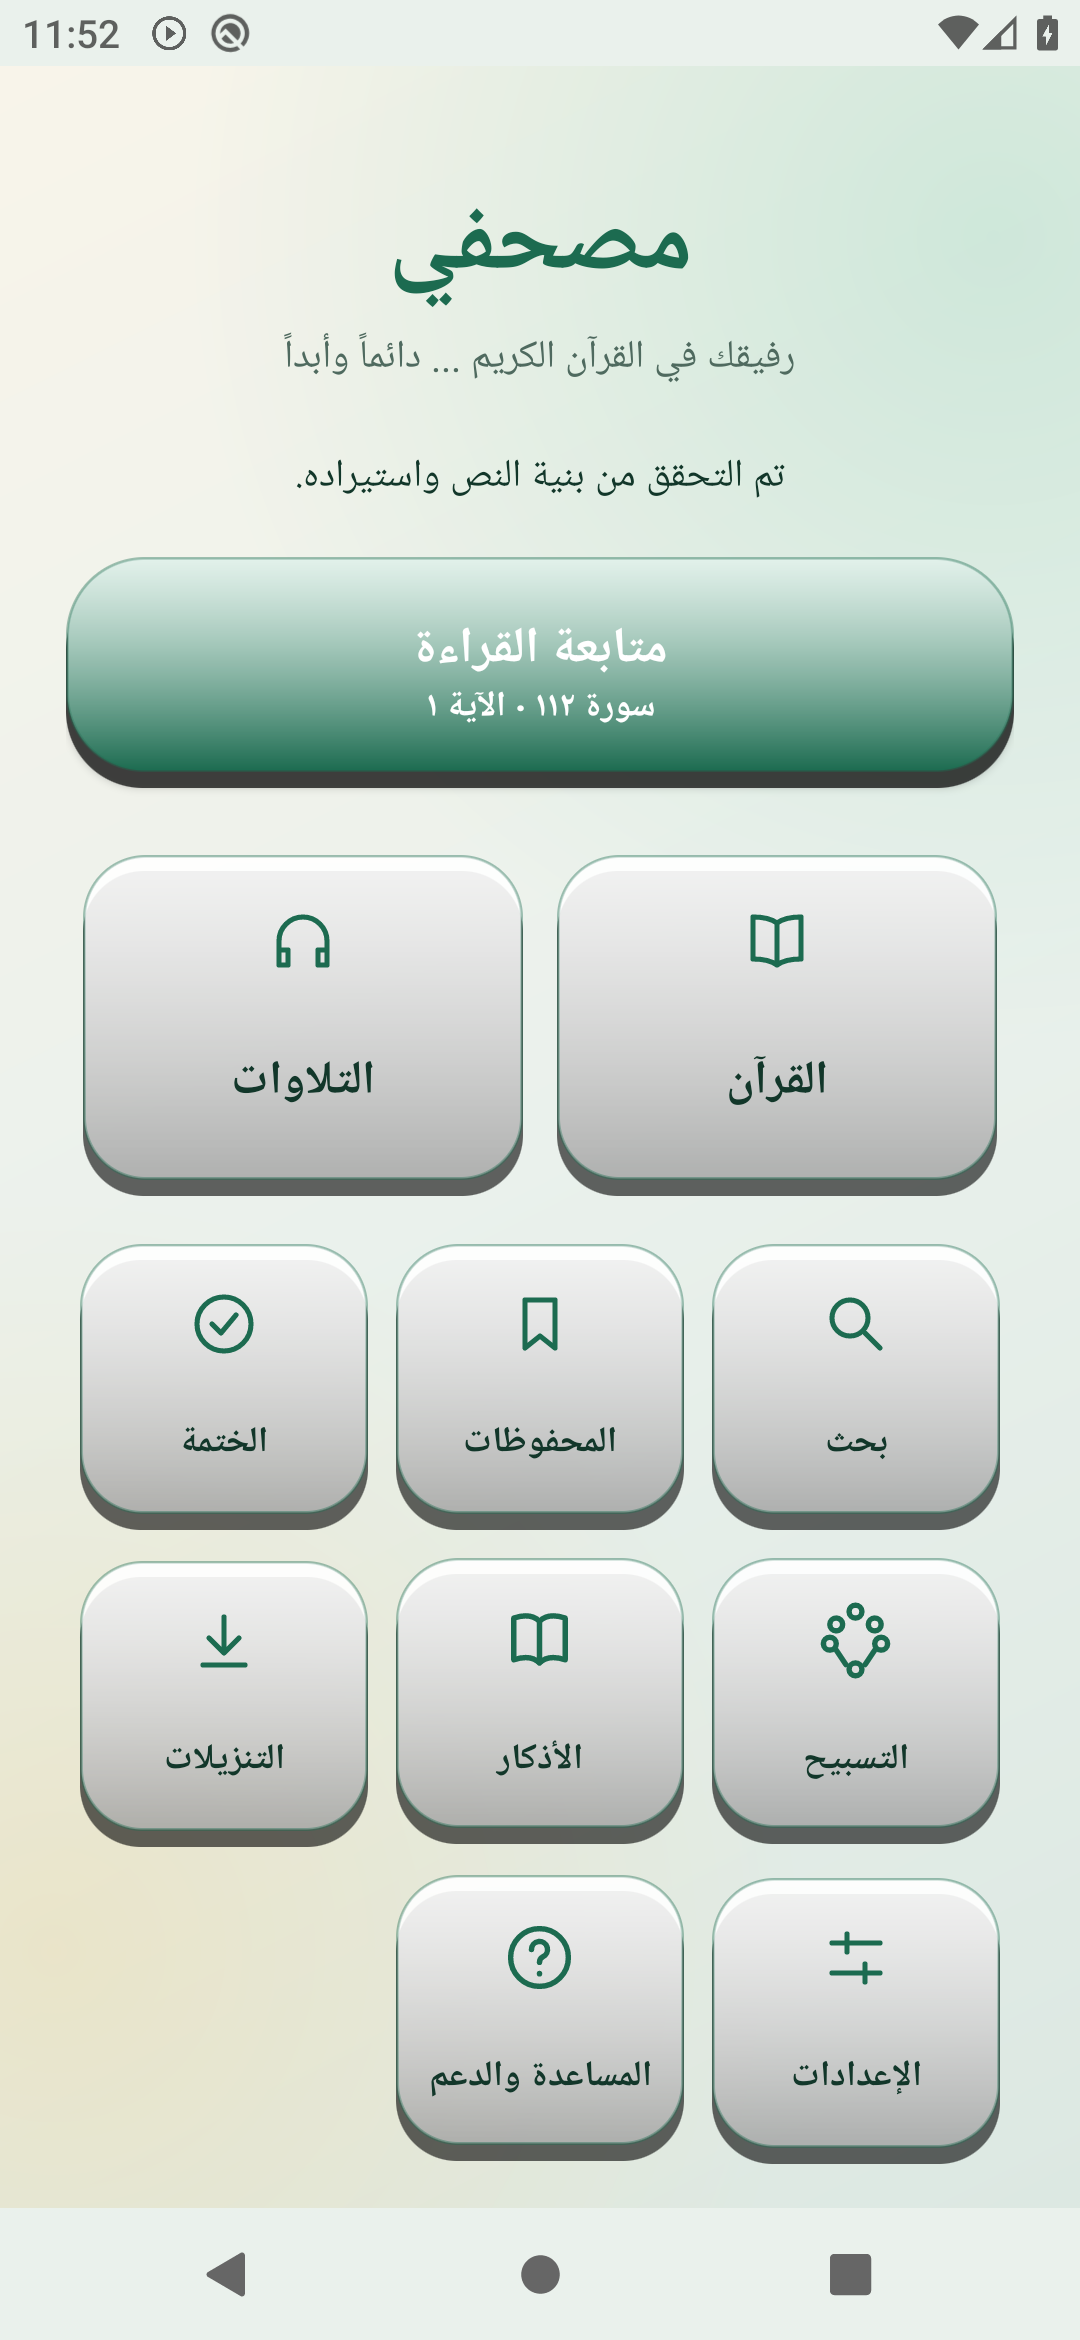 11:52
مصحفي
رفيقك في القرآن الكريم ... دائماً وأبداً
تم التحقق من بنية النص واستيراده.
متابعة القراءة
سورة ١١٢ • الآية ١
القرآن
التلاوات
بحث
المحفوظات
الختمة
التسبيح
الأذكار
التنزيلات
الإعدادات
المساعدة والدعم